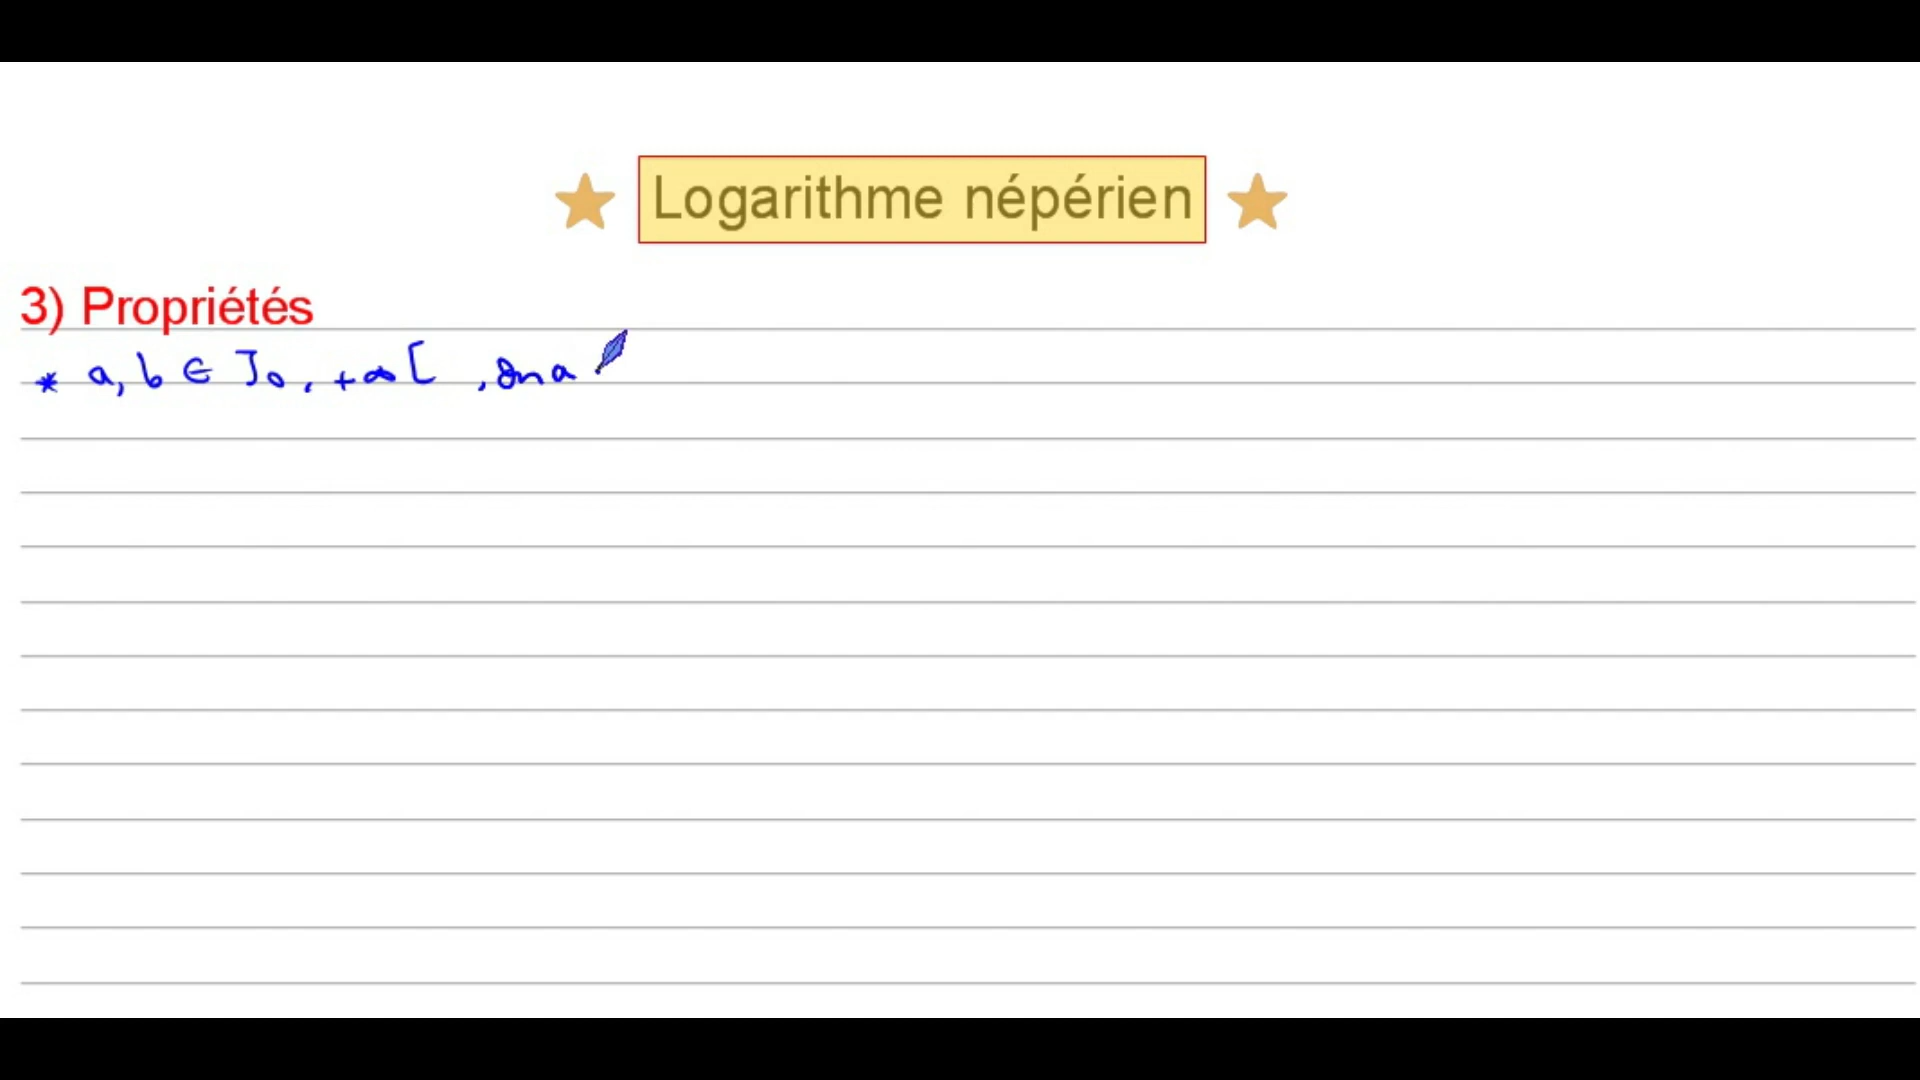 Logarithme népérien
3) Propriétés
* a, b ∈ ]0, +∞[ , on a